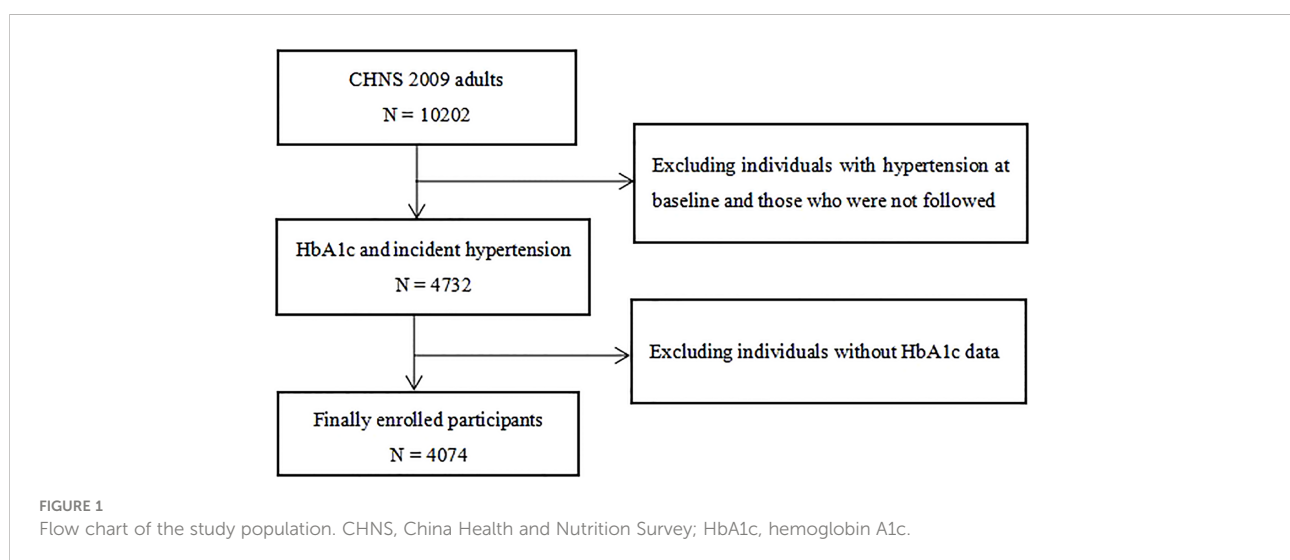 CHNS 2009 adults
N = 10202
Excluding individuals with hypertension at
baseline and those who were not followed
HbA1c and incident hypertension
N = 4732
Excluding individuals without HbA1c data
Finally enrolled participants
N = 4074
FIGURE 1
Flow chart of the study population. CHNS, China Health and Nutrition Survey; HbA1c, hemoglobin A1c.